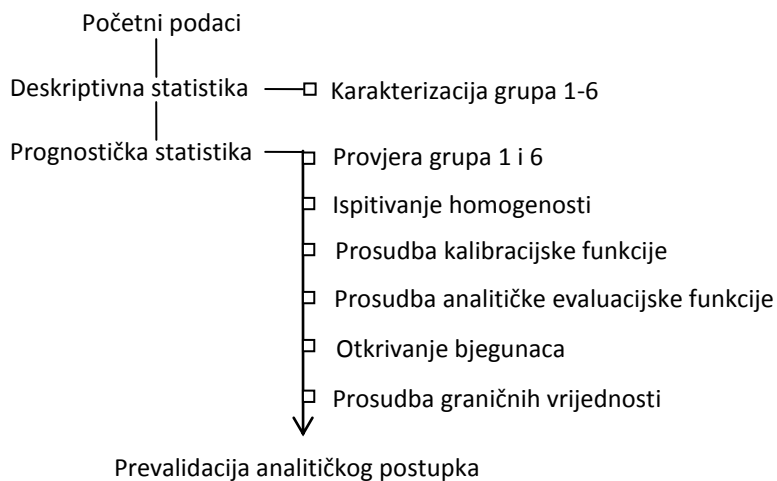 Početni podaci
Deskriptivna statistika
Karakterizacija grupa 1-6
Prognostička statistika
Provjera grupa 1 i 6
Ispitivanje homogenosti
Prosudba kalibracijske funkcije
Prosudba analitičke evaluacijske funkcije
Otkrivanje bjegunaca
Prosudba graničnih vrijednosti
Prevalidacija analitičkog postupka